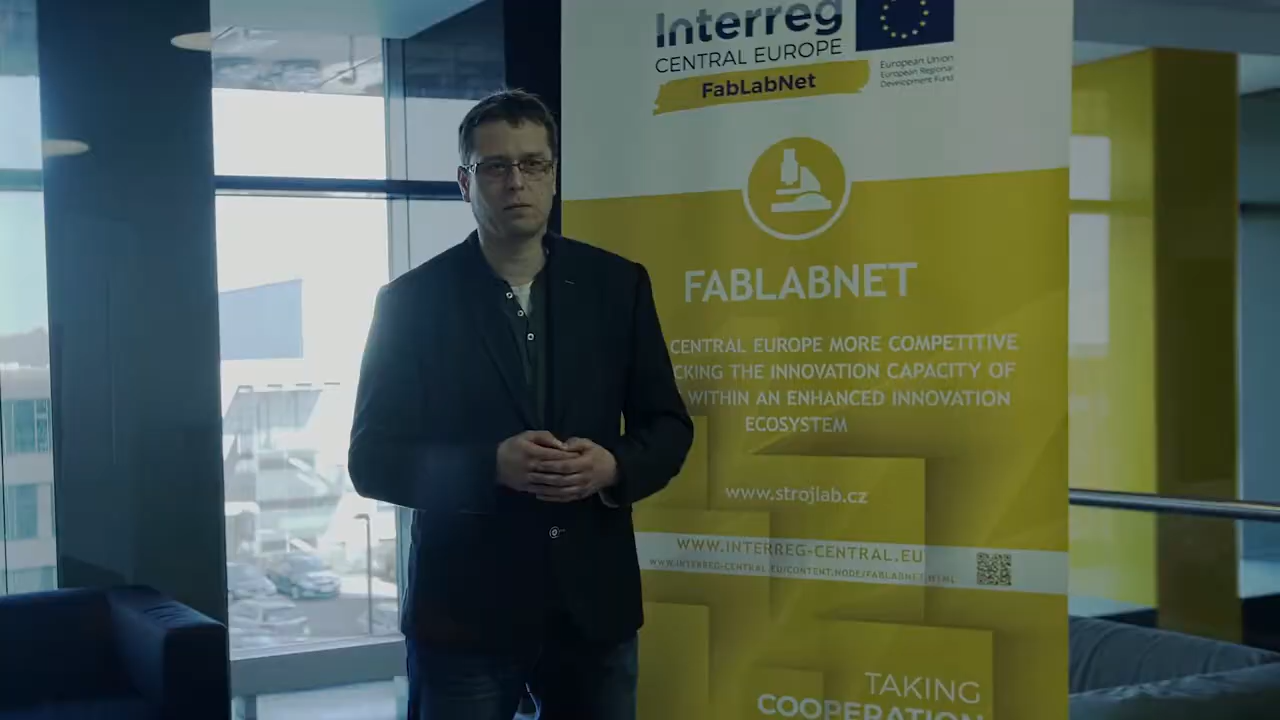 Interreg
CENTRAL EUROPE
European Union
European Regional
Development Fund
FabLabNet
FABLABNET
CENTRAL EUROPE MORE COMPETITIVE
CKING THE INNOVATION CAPACITY OF
WITHIN AN ENHANCED INNOVATION
ECOSYSTEM
www.strojlab.cz
WWW.INTERREG-CENTRAL.EU
WWW.INTERREG-CENTRAL.EU/CONTENT.NODE/FABLABNET.HTML
TAKING
COOPERATION